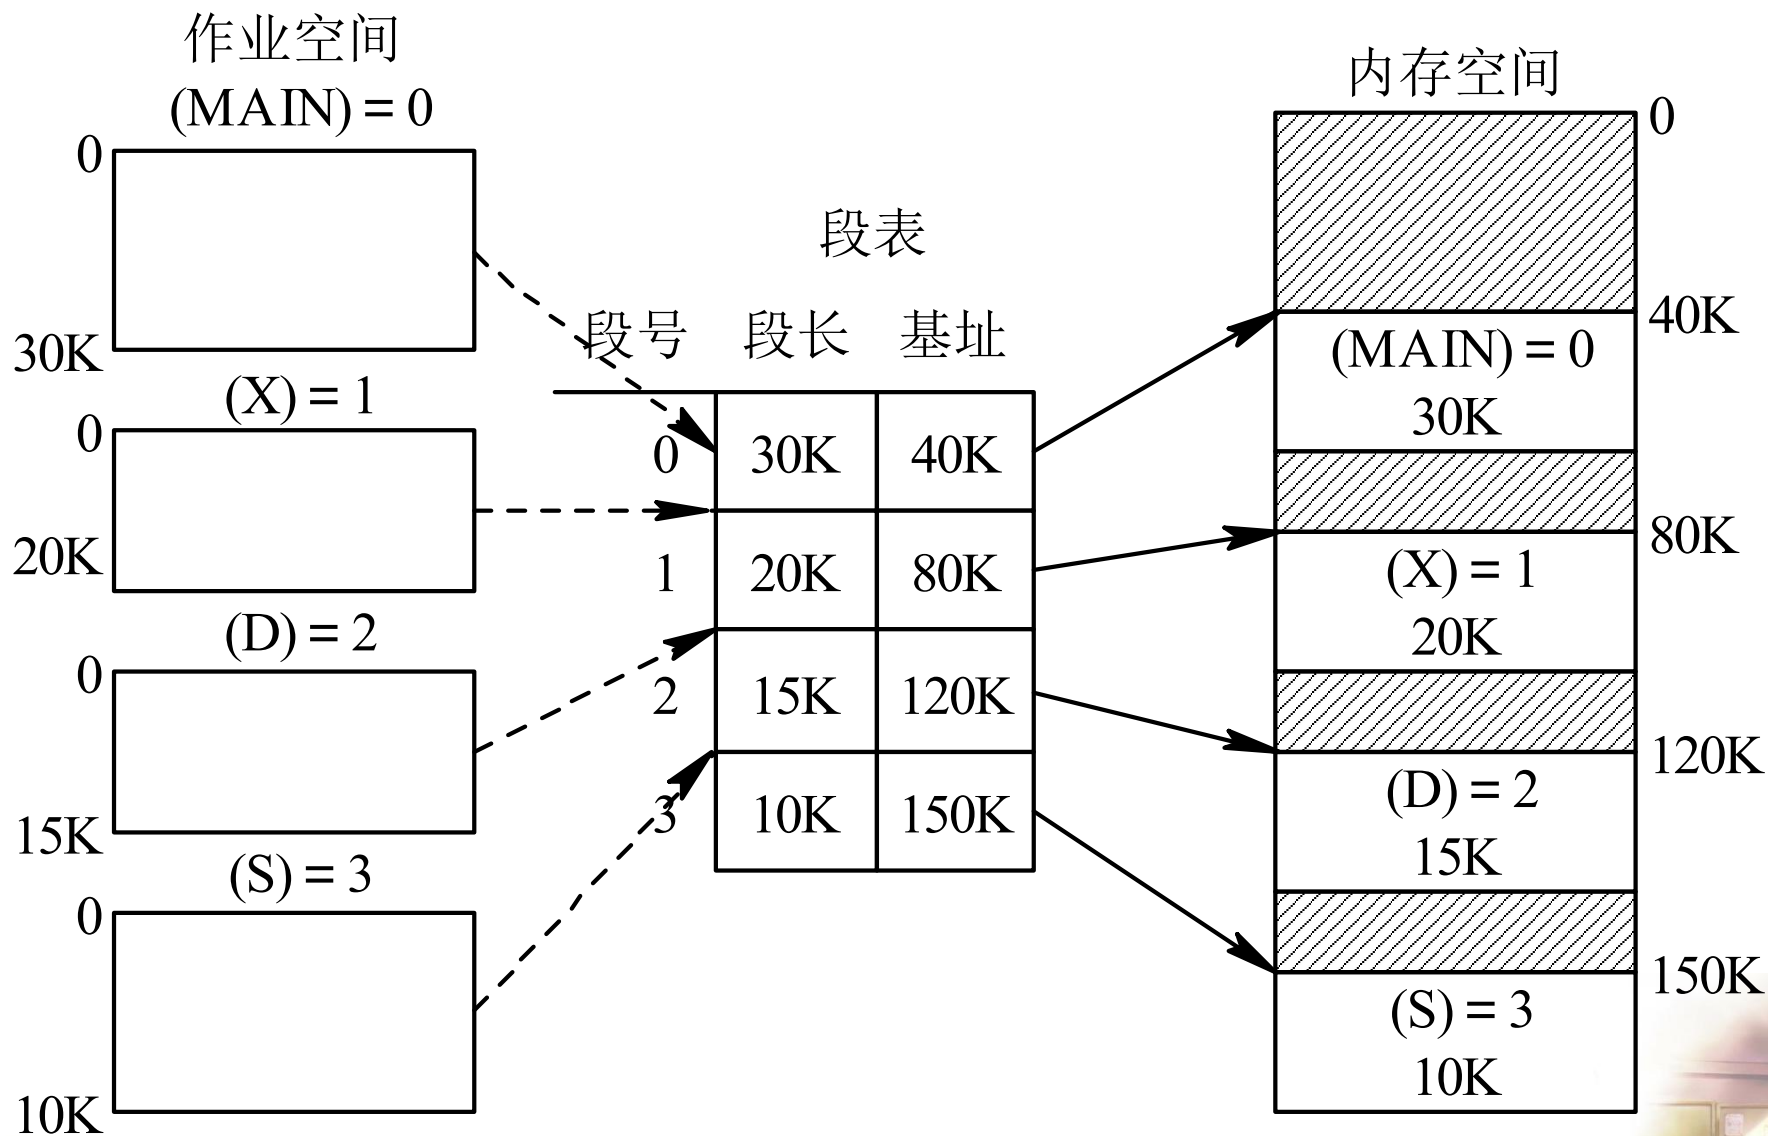 作业空间
(MAIN) = 0
0
30K
(X) = 1
0
20K
(D) = 2
0
15K
(S) = 3
0
10K
段表
段号 段长 基址
0 30K 40K
1 20K 80K
2 15K 120K
3 10K 150K
内存空间
0
40K
(MAIN) = 0
30K
80K
(X) = 1
20K
120K
(D) = 2
15K
150K
(S) = 3
10K